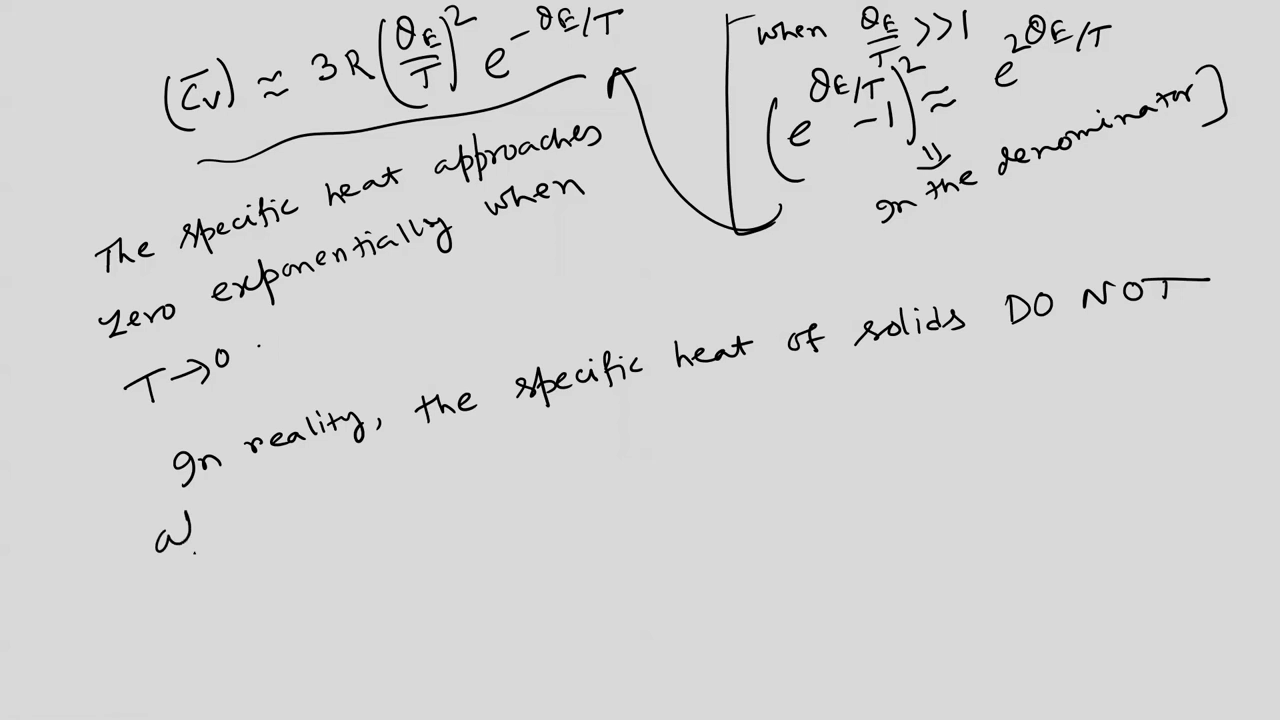 (C̄v) ≈ 3R(θE/T)² e^(-θE/T)
[when θE/T >>1
(e^(θE/T) -1)² ≈ e^(2θE/T)
⇓
In the denominator]
The specific heat approaches
zero exponentially when
T→0.
In reality, the specific heat of solids DO NOT